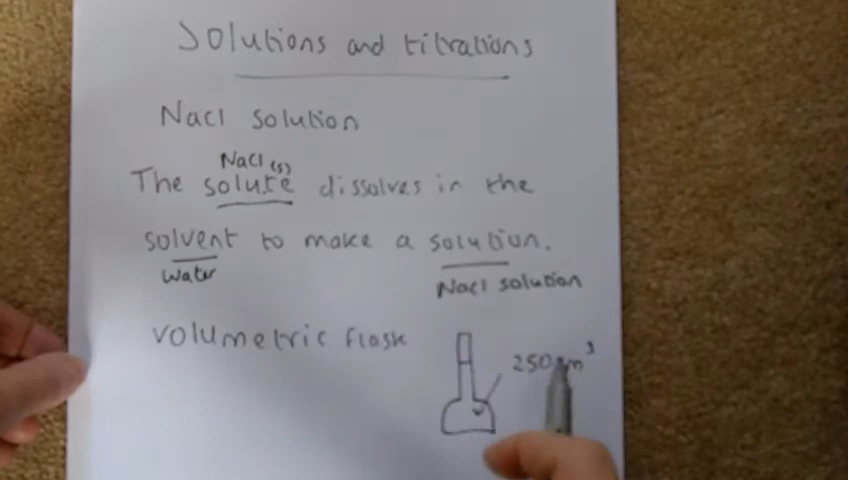 Solutions and titrations
NaCl solution
NaCl (s)
The solute dissolves in the
solvent to make a solution.
Water
NaCl solution
volumetric flask
250 cm³